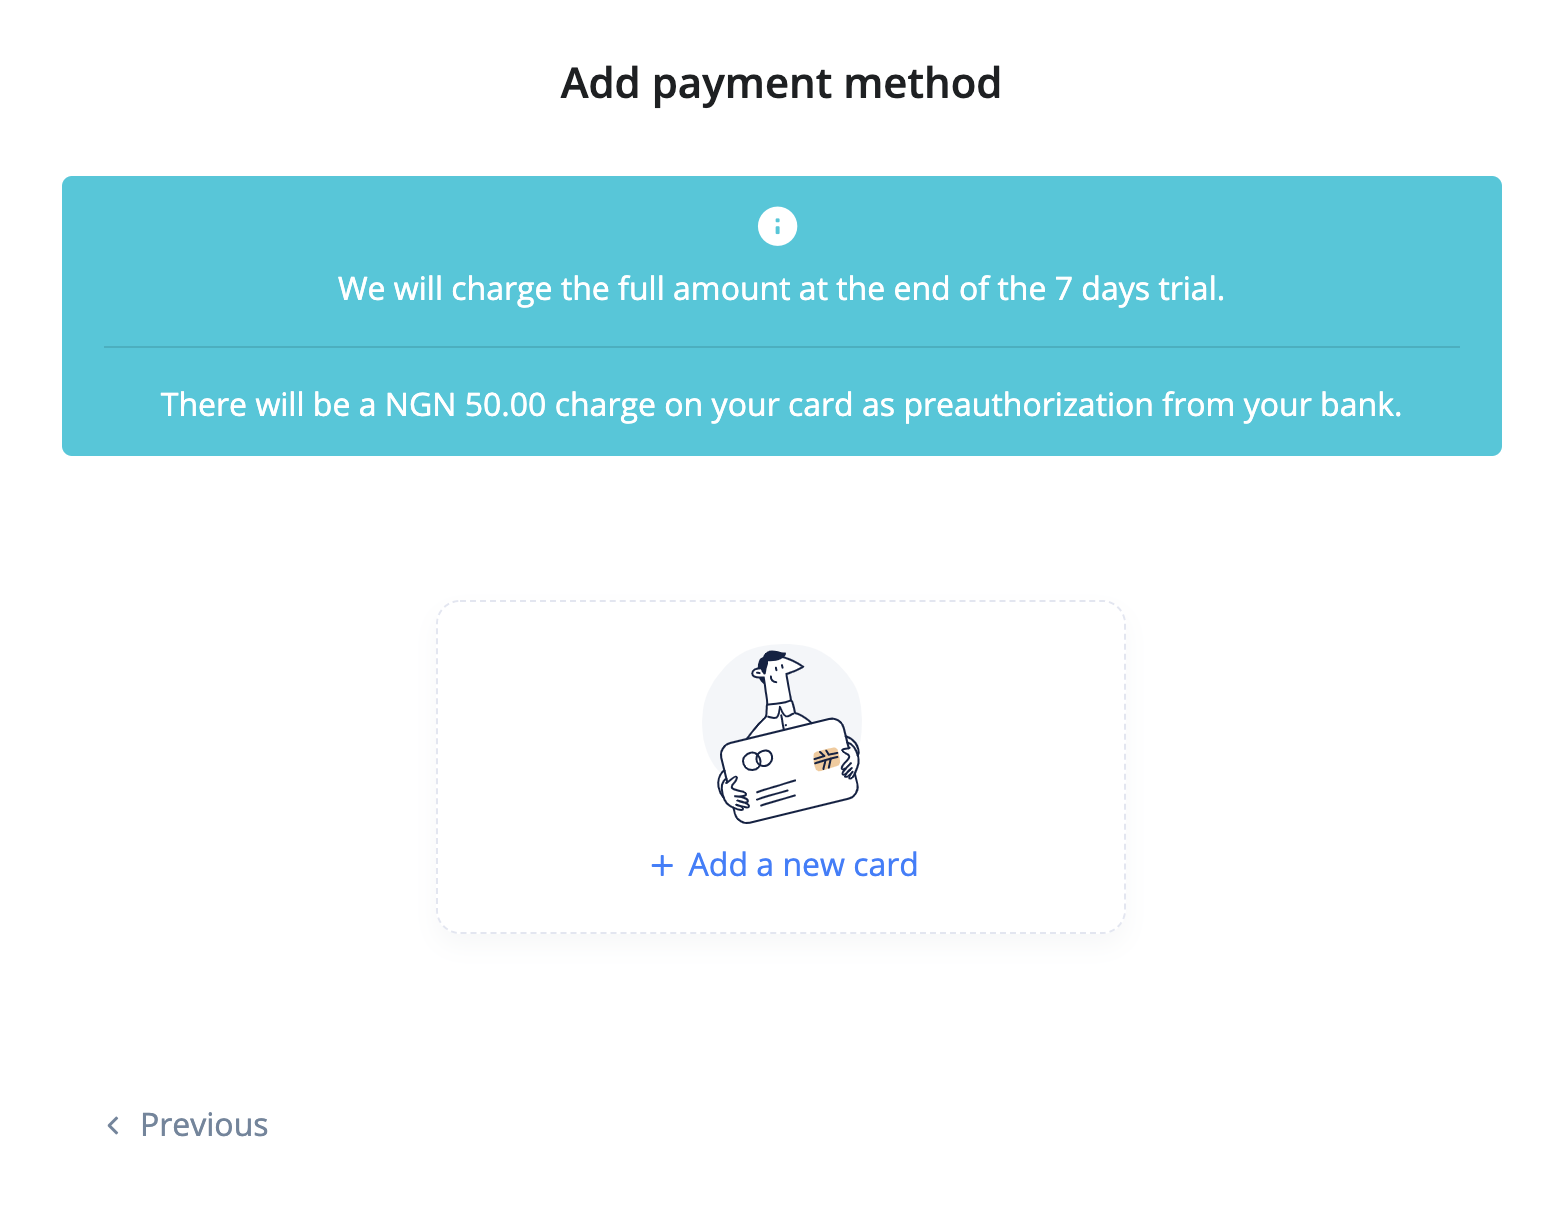 Add payment method
We will charge the full amount at the end of the 7 days trial.
There will be a NGN 50.00 charge on your card as preauthorization from your bank.
+ Add a new card
Previous